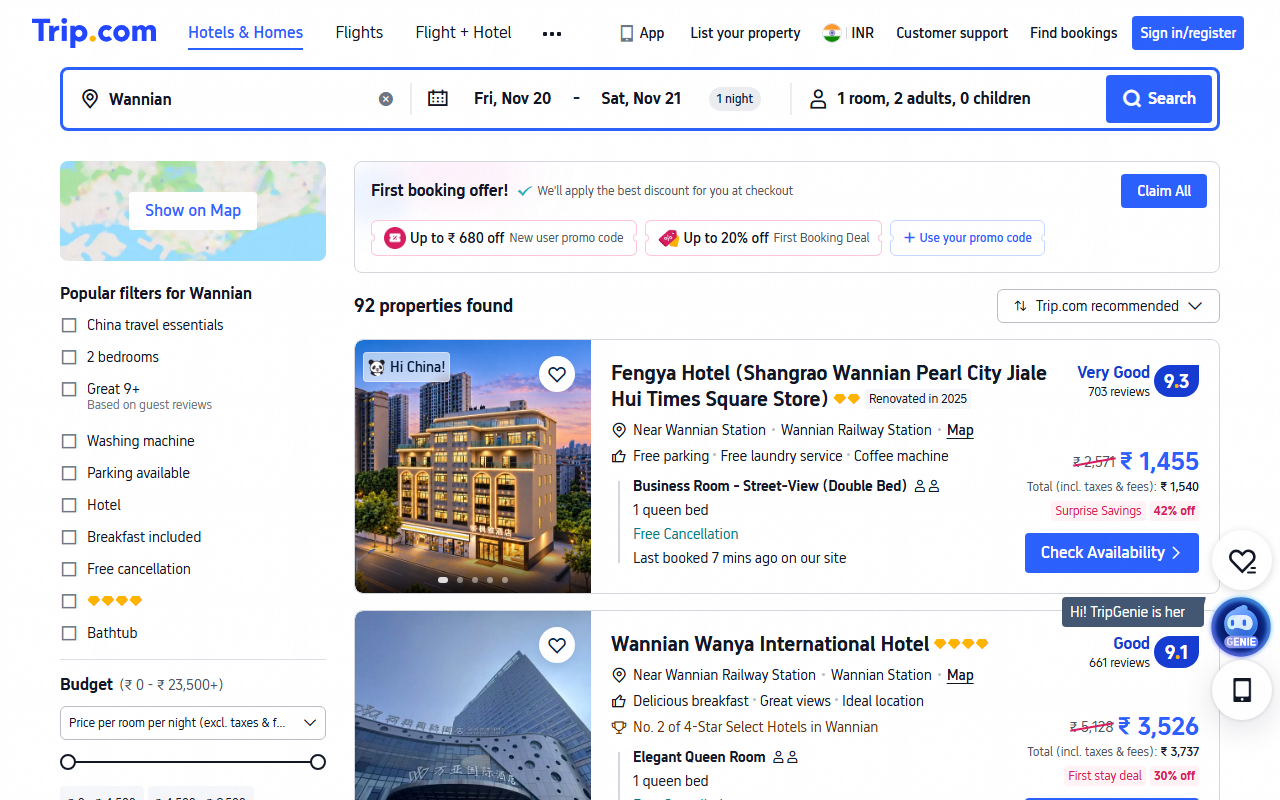 Trip.com
Hotels & Homes
Flights
Flight + Hotel
App
List your property
INR
Customer support
Find bookings
Sign in/register
Wannian
Fri, Nov 20 - Sat, Nov 21
1 night
1 room, 2 adults, 0 children
Search
Show on Map
First booking offer!
We'll apply the best discount for you at checkout
Claim All
Up to ₹ 680 off New user promo code
Up to 20% off First Booking Deal
+ Use your promo code
Popular filters for Wannian
China travel essentials
2 bedrooms
Great 9+
Based on guest reviews
Washing machine
Parking available
Hotel
Breakfast included
Free cancellation
Bathtub
Budget (₹ 0 - ₹ 23,500+)
Price per room per night (excl. taxes & f...
92 properties found
Trip.com recommended
Hi China!
Fengya Hotel (Shangrao Wannian Pearl City Jiale
Hui Times Square Store)
Renovated in 2025
Very Good
703 reviews
9.3
Near Wannian Station · Wannian Railway Station · Map
Free parking · Free laundry service · Coffee machine
Business Room - Street-View (Double Bed)
1 queen bed
Free Cancellation
Last booked 7 mins ago on our site
₹ 2,571 ₹ 1,455
Total (incl. taxes & fees): ₹ 1,540
Surprise Savings 42% off
Check Availability
Hi! TripGenie is her
GENIE
Wannian Wanya International Hotel
Good
661 reviews
9.1
Near Wannian Railway Station · Wannian Station · Map
Delicious breakfast · Great views · Ideal location
No. 2 of 4-Star Select Hotels in Wannian
Elegant Queen Room
1 queen bed
₹ 5,128 ₹ 3,526
Total (incl. taxes & fees): ₹ 3,737
First stay deal 30% off
万亚国际酒店